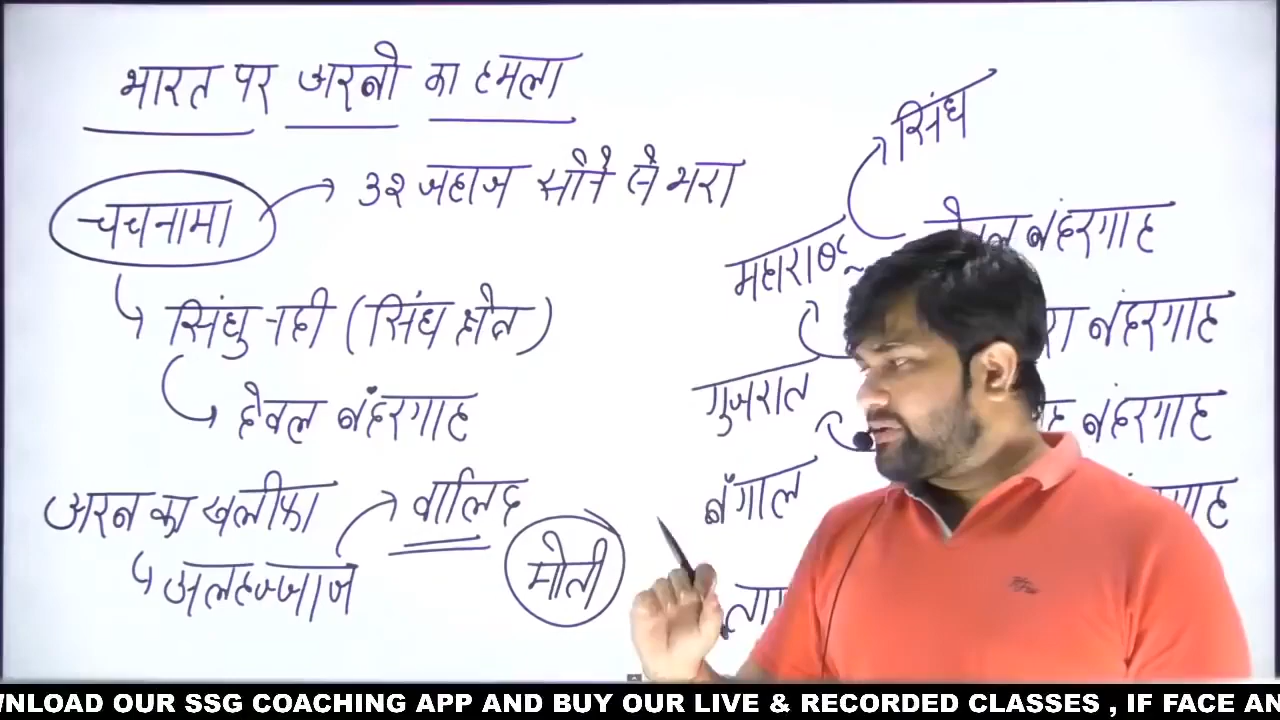 भारत पर अरबो का हमला
चचनामा → ३२ जहाज सोने से भरा
सिंधु नदी (सिंध क्षेत्र)
देवल बंदरगाह
अरब का खलीफा
वालिद
अलहज्जाज
मोती
सिंध
बंदरगाह
महाराष्ट्र
बंदरगाह
गुजरात
बंदरगाह
बंगाल
WNLOAD OUR SSG COACHING APP AND BUY OUR LIVE & RECORDED CLASSES , IF FACE AN